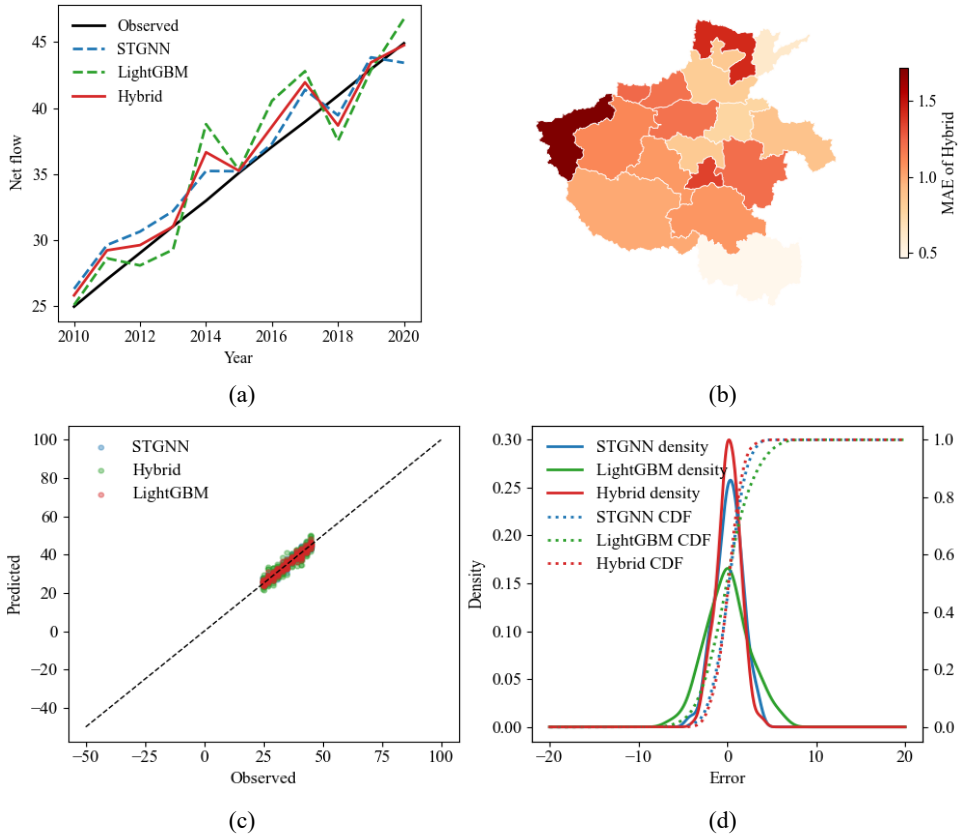 45
40
35
30
25
Net flow
Observed
STGNN
LightGBM
Hybrid
2010
2012
2014
2016
2018
2020
Year
(a)
1.5
1.0
0.5
MAE of Hybrid
(b)
100
80
60
40
20
0
−20
−40
Predicted
STGNN
Hybrid
LightGBM
−50
−25
0
25
50
75
100
Observed
(c)
0.30
0.25
0.20
0.15
0.10
0.05
0.00
Density
STGNN density
LightGBM density
Hybrid density
STGNN CDF
LightGBM CDF
Hybrid CDF
1.0
0.8
0.6
0.4
0.2
0.0
−20
−10
0
10
20
Error
(d)